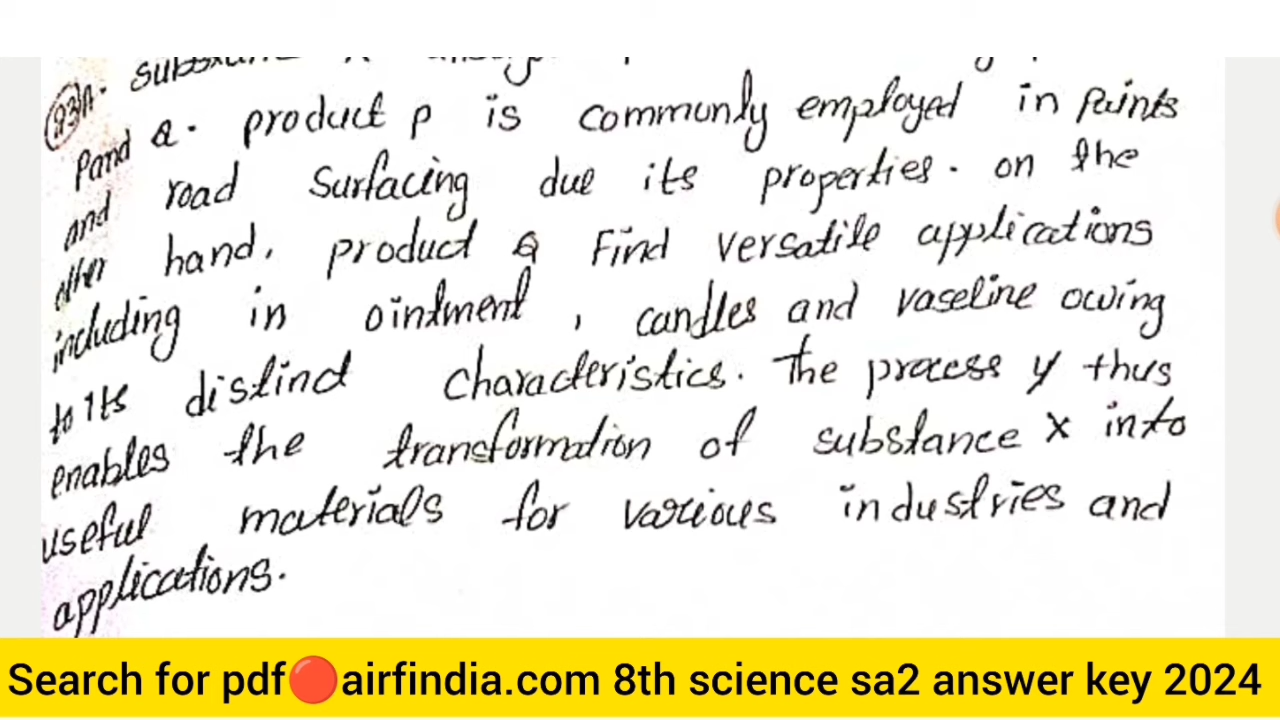 23A. substance X
P and Q. product p is commonly employed in paints
and road surfacing due its properties. on the
other hand, product Q Find versatile applications
including in ointment, candles and vaseline owing
to its distinct characteristics. The process y thus
enables the transformation of substance X into
useful materials for various industries and
applications.
Search for pdf🔴airfindia.com 8th science sa2 answer key 2024